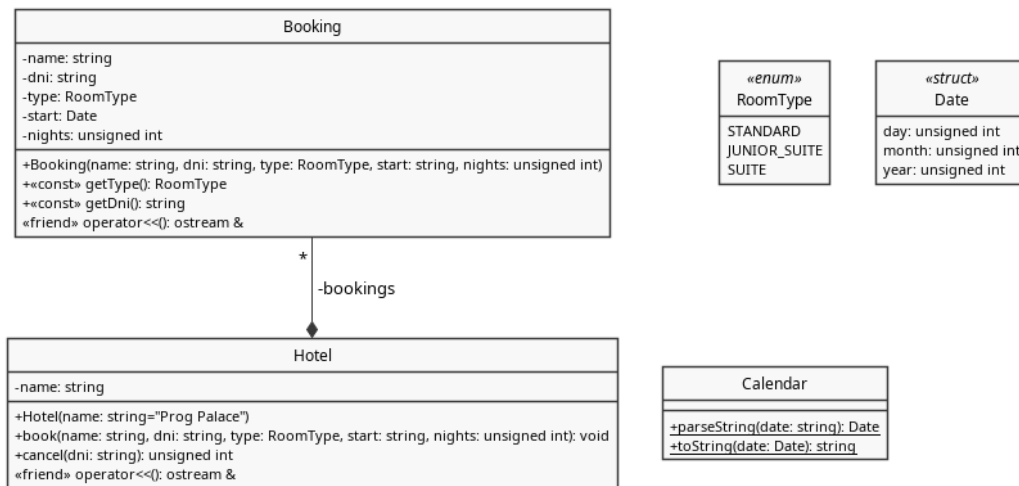 Booking
-name: string
-dni: string
-type: RoomType
-start: Date
-nights: unsigned int
+Booking(name: string, dni: string, type: RoomType, start: string, nights: unsigned int)
+«const» getType(): RoomType
+«const» getDni(): string
«friend» operator<<(): ostream &
«enum»
RoomType
STANDARD
JUNIOR_SUITE
SUITE
«struct»
Date
day: unsigned int
month: unsigned int
year: unsigned int
*
-bookings
Hotel
-name: string
+Hotel(name: string="Prog Palace")
+book(name: string, dni: string, type: RoomType, start: string, nights: unsigned int): void
+cancel(dni: string): unsigned int
«friend» operator<<(): ostream &
Calendar
+parseString(date: string): Date
+toString(date: Date): string